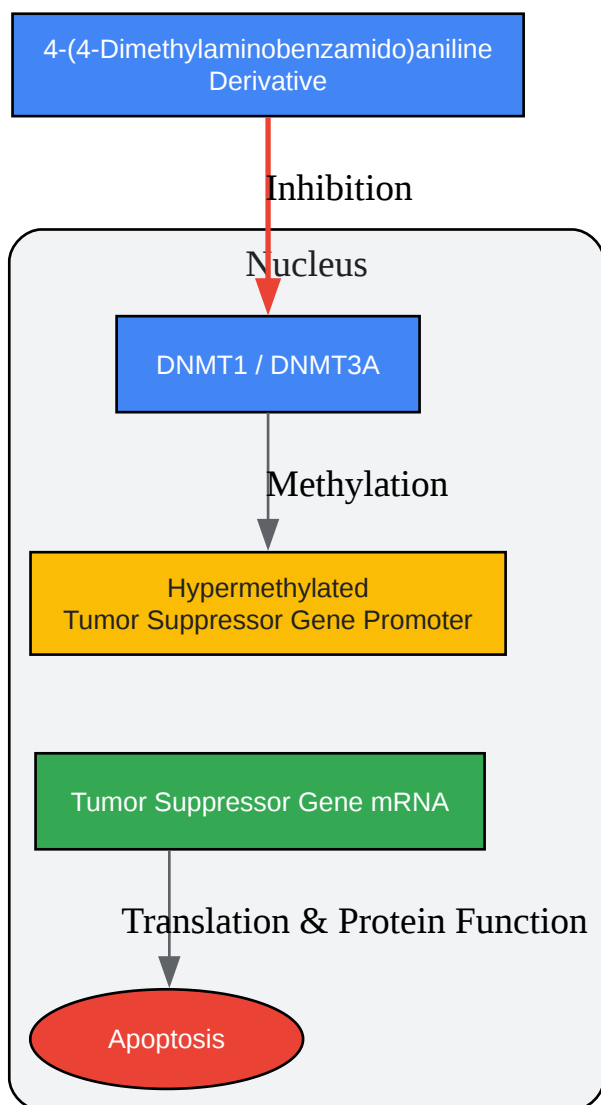 4-(4-Dimethylaminobenzamido)aniline
Derivative
Inhibition
Nucleus
DNMT1 / DNMT3A
Methylation
Hypermethylated
Tumor Suppressor Gene Promoter
Tumor Suppressor Gene mRNA
Translation & Protein Function
Apoptosis